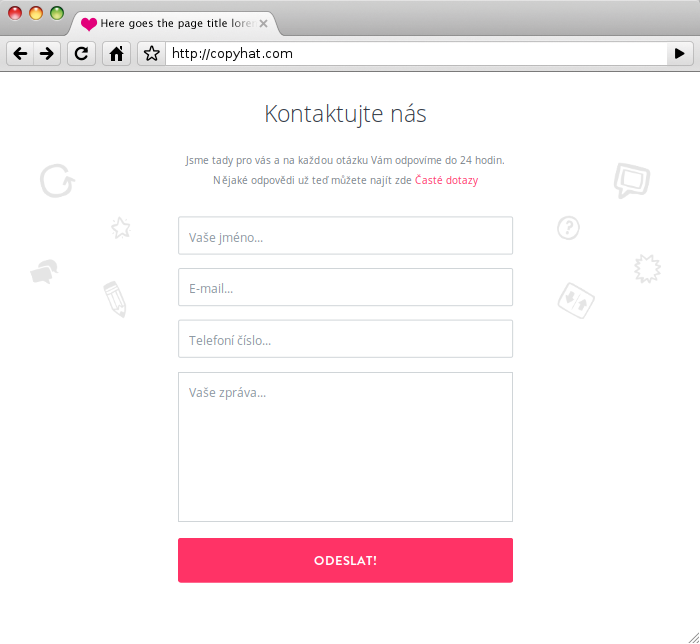 Here goes the page title lorem
http://copyhat.com
Kontaktujte nás
Jsme tady pro vás a na každou otázku Vám odpovíme do 24 hodin.
Nějaké odpovědi už teď můžete najít zde Časté dotazy
Vaše jméno...
E-mail...
Telefoní číslo...
Vaše zpráva...
ODESLAT!